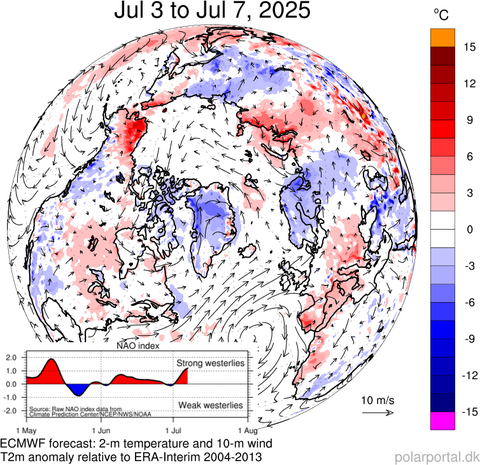 Jul 3 to Jul 7, 2025
°C
15
12
9
6
3
1
0
-1
-3
-6
-9
-12
-15
10 m/s
NAO index
2.0
1.0
0.0
-1.0
-2.0
Strong westerlies
Weak westerlies
Source: Raw NAO index data from
Climate Prediction Center/NCEP/NWS/NOAA
1 May
1 Jun
1 Jul
1 Aug
ECMWF forecast: 2-m temperature and 10-m wind
T2m anomaly relative to ERA-Interim 2004-2013
polarportal.dk